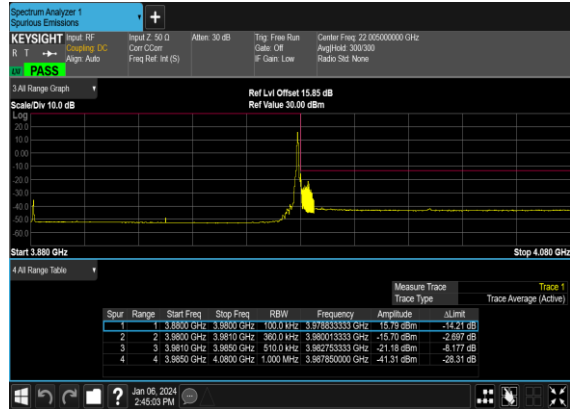 Spectrum Analyzer 1
Spurious Emissions
KEYSIGHT Input: RF Input Z: 50 Ω Atten: 30 dB Trig: Free Run Center Freq: 22.005000000 GHz
R T Coupling: DC Corr CCorr Gate: Off Avg|Hold: 300/300
Align: Auto Freq Ref: Int (S) IF Gain: Low Radio Std: None
PASS
3 All Range Graph
Ref Lvl Offset 15.85 dB
Scale/Div 10.0 dB Ref Value 30.00 dBm
Log
20.0
10.0
0.00
-10.0
-20.0
-30.0
-40.0
-50.0
-60.0
Start 3.880 GHz Stop 4.080 GHz
4 All Range Table
Measure Trace Trace 1
Trace Type Trace Average (Active)
Spur Range Start Freq Stop Freq RBW Frequency Amplitude ΔLimit
1 1 3.8800 GHz 3.9800 GHz 100.0 kHz 3.978833333 GHz 15.79 dBm -14.21 dB
2 2 3.9800 GHz 3.9810 GHz 360.0 kHz 3.980013333 GHz -15.70 dBm -2.697 dB
3 3 3.9810 GHz 3.9850 GHz 510.0 kHz 3.982753333 GHz -21.18 dBm -8.177 dB
4 4 3.9850 GHz 4.0800 GHz 1.000 MHz 3.987850000 GHz -41.31 dBm -28.31 dB
? Jan 06, 2024
2:45:03 PM